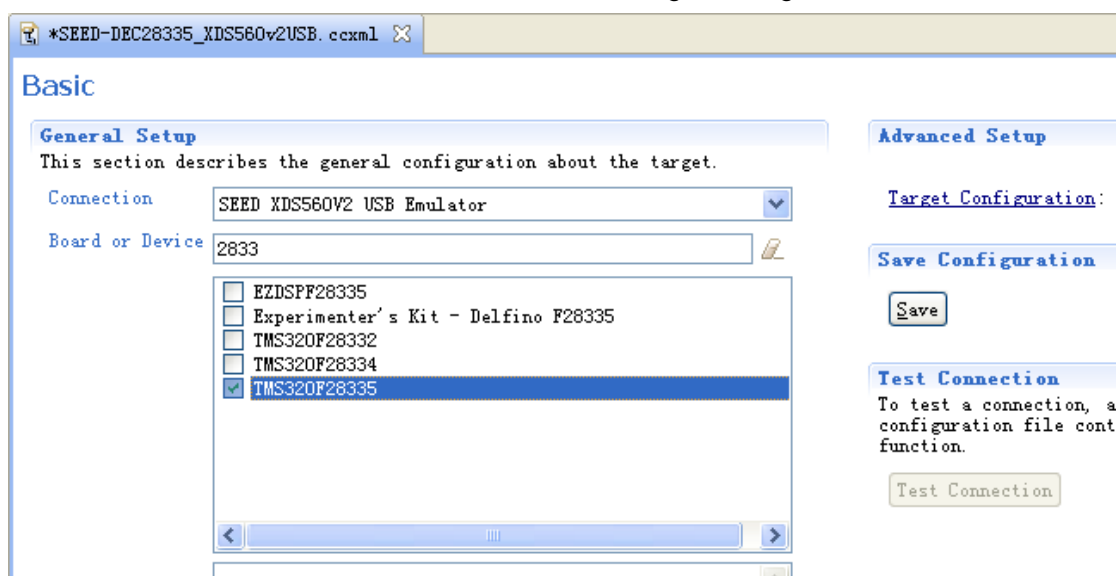 *SEED-DEC28335_XDS560v2USB.ccxml
Basic
General Setup
This section describes the general configuration about the target.
Connection
SEED XDS560V2 USB Emulator
Board or Device
2833
EZDSPF28335
Experimenter's Kit - Delfino F28335
TMS320F28332
TMS320F28334
TMS320F28335
Advanced Setup
Target Configuration:
Save Configuration
Save
Test Connection
To test a connection, a
configuration file cont
function.
Test Connection